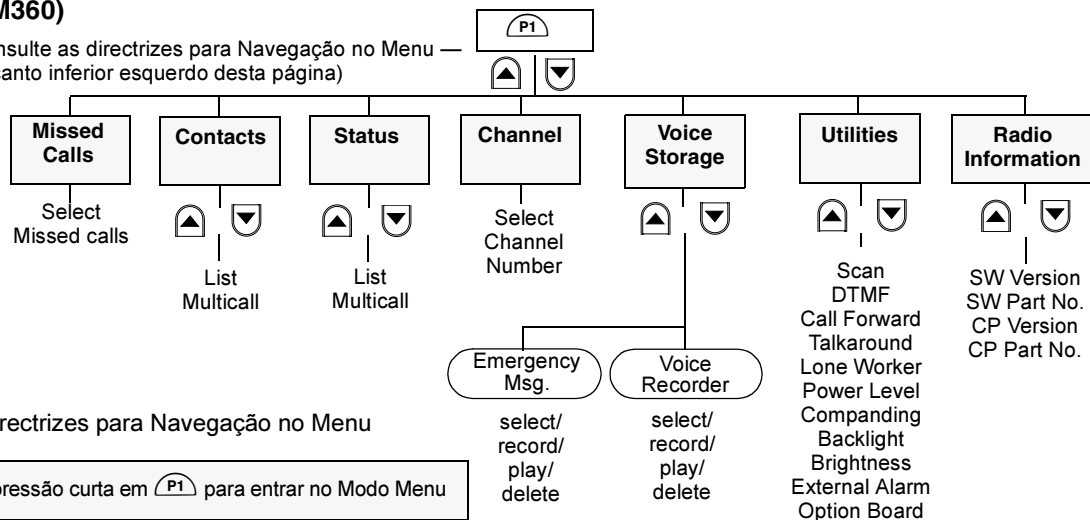 M360)
nsulte as directrizes para Navegação no Menu —
anto inferior esquerdo desta página)
P1
Missed
Calls
Contacts
Status
Channel
Voice
Storage
Utilities
Radio
Information
Select
Missed calls
List
Multicall
List
Multicall
Select
Channel
Number
Scan
DTMF
Call Forward
Talkaround
Lone Worker
Power Level
Companding
Backlight
Brightness
External Alarm
Option Board
SW Version
SW Part No.
CP Version
CP Part No.
Emergency
Msg.
Voice
Recorder
select/
record/
play/
delete
select/
record/
play/
delete
irectrizes para Navegação no Menu
pressão curta em P1 para entrar no Modo Menu